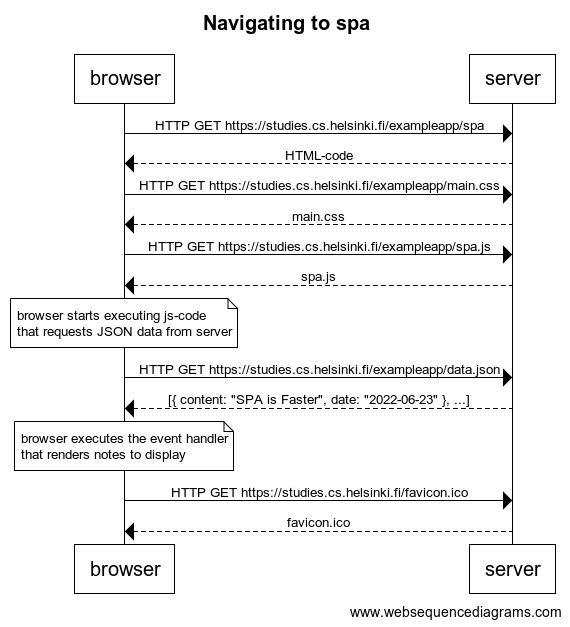 Navigating to spa
browser
server
HTTP GET https://studies.cs.helsinki.fi/exampleapp/spa
HTML-code
HTTP GET https://studies.cs.helsinki.fi/exampleapp/main.css
main.css
HTTP GET https://studies.cs.helsinki.fi/exampleapp/spa.js
spa.js
browser starts executing js-code
that requests JSON data from server
HTTP GET https://studies.cs.helsinki.fi/exampleapp/data.json
[{ content: "SPA is Faster", date: "2022-06-23" }, ...]
browser executes the event handler
that renders notes to display
HTTP GET https://studies.cs.helsinki.fi/favicon.ico
favicon.ico
browser
server
www.websequencediagrams.com